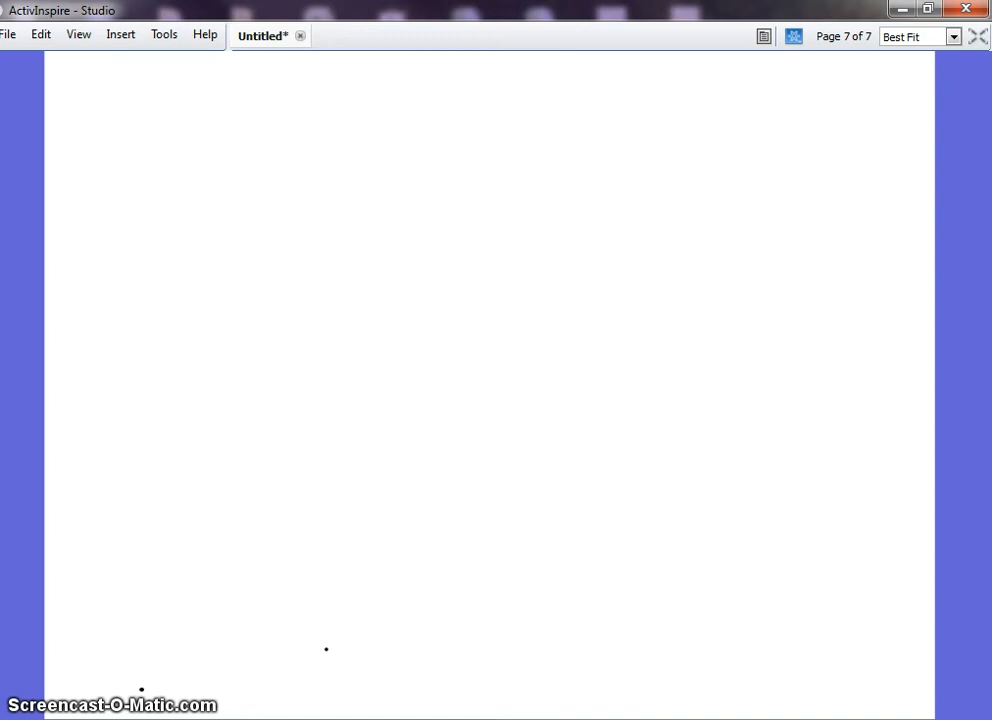 ActivInspire - Studio
File Edit View Insert Tools Help Untitled* Page 7 of 7 Best Fit
Screencast-O-Matic.com